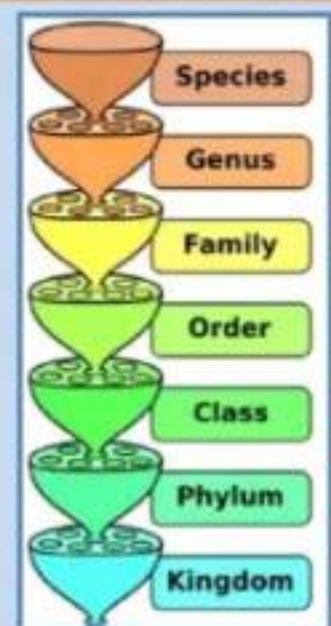 Species
Genus
Family
Order
Class
Phylum
Kingdom